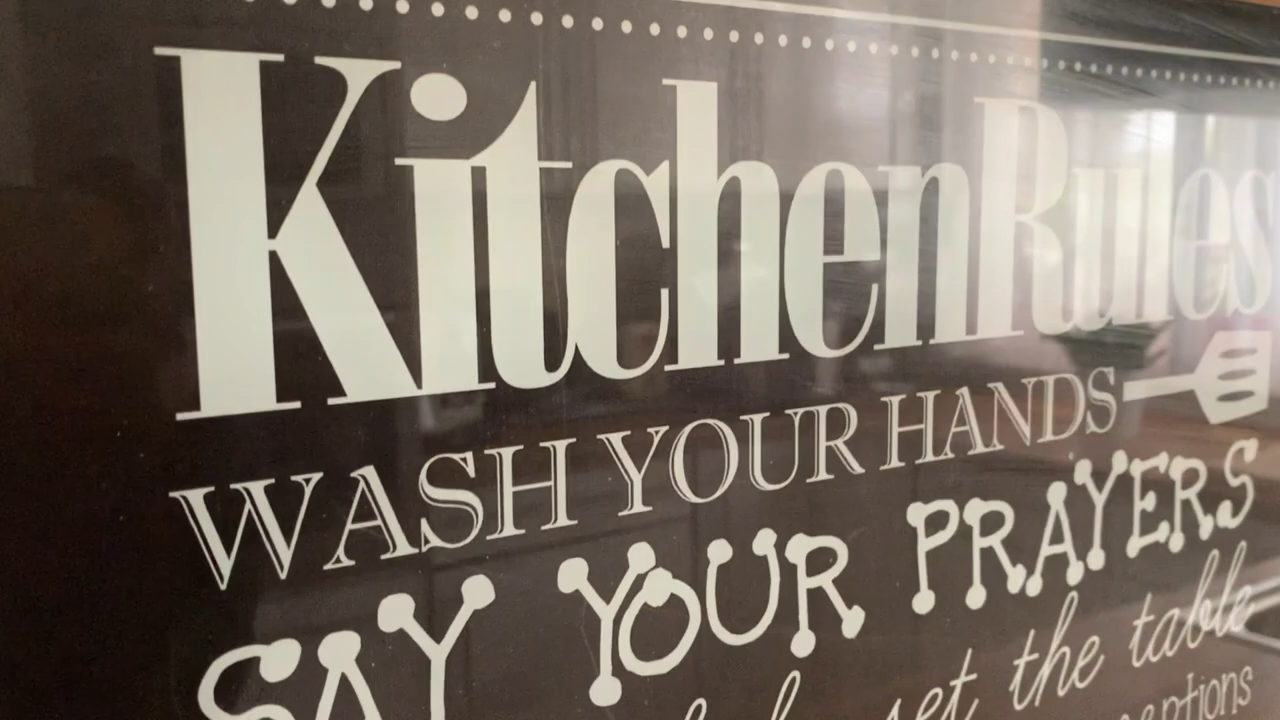 KitchenRules
WASH YOUR HANDS
SAY YOUR PRAYERS
set the table